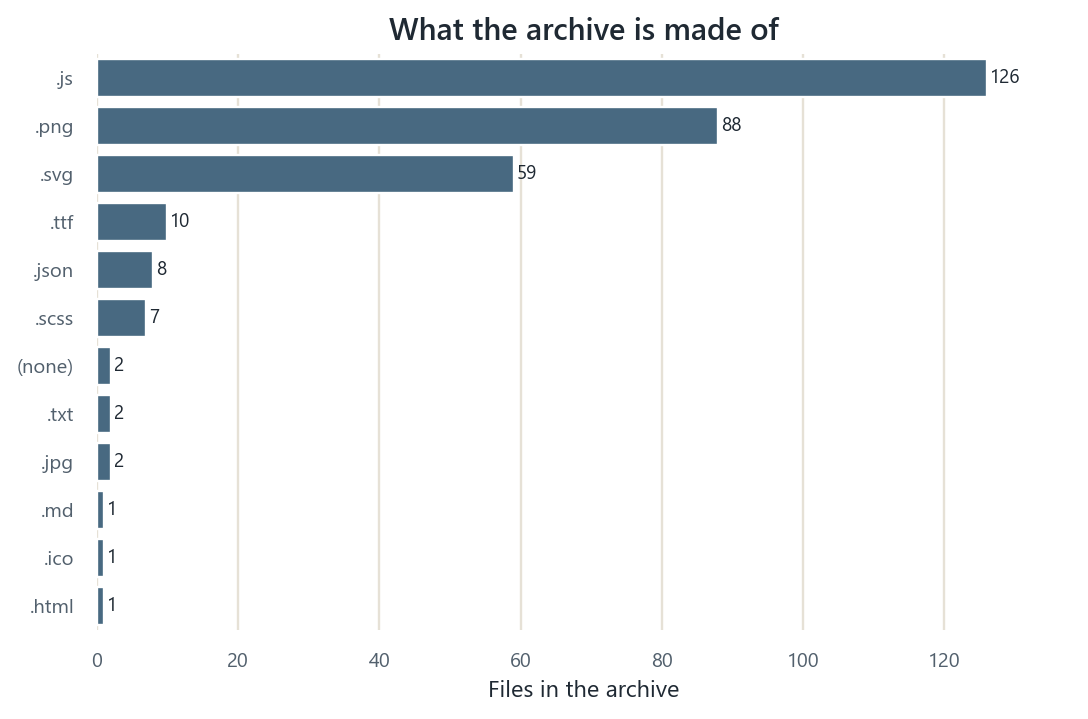 What the archive is made of
.js 126
.png 88
.svg 59
.ttf 10
.json 8
.scss 7
(none) 2
.txt 2
.jpg 2
.md 1
.ico 1
.html 1
0 20 40 60 80 100 120
Files in the archive